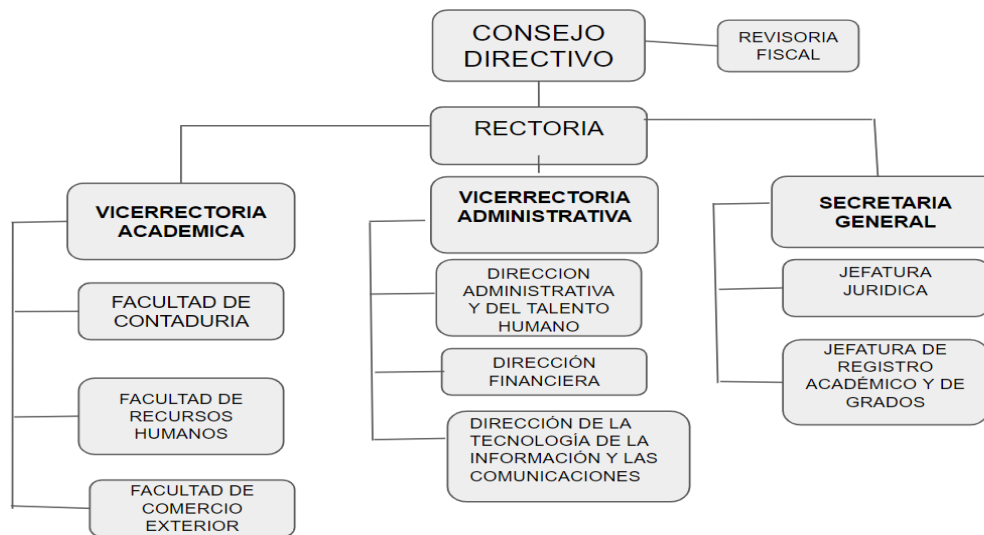 CONSEJO
DIRECTIVO
REVISORIA
FISCAL
RECTORIA
VICERRECTORIA
ACADEMICA
VICERRECTORIA
ADMINISTRATIVA
SECRETARIA
GENERAL
FACULTAD DE
CONTADURIA
DIRECCION
ADMINISTRATIVA
Y DEL TALENTO
HUMANO
JEFATURA
JURIDICA
FACULTAD DE
RECURSOS
HUMANOS
DIRECCIÓN
FINANCIERA
JEFATURA DE
REGISTRO
ACADÉMICO Y DE
GRADOS
FACULTAD DE
COMERCIO
EXTERIOR
DIRECCIÓN DE LA
TECNOLOGÍA DE LA
INFORMACIÓN Y LAS
COMUNICACIONES